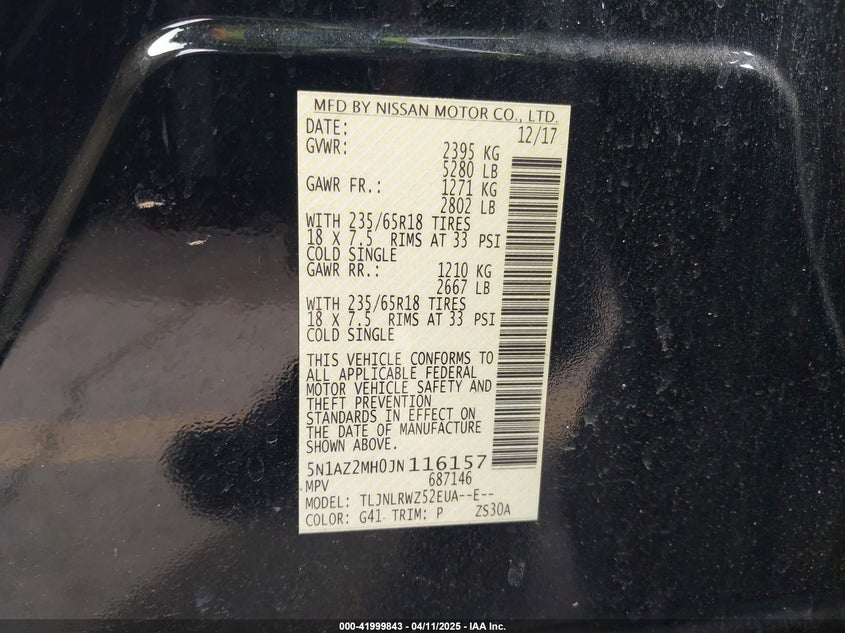 MFD BY NISSAN MOTOR CO., LTD.
DATE: 12/17
GVWR: 2395 KG
5280 LB
GAWR FR.: 1271 KG
2802 LB
WITH 235/65R18 TIRES
18 X 7.5 RIMS AT 33 PSI
COLD SINGLE
GAWR RR.: 1210 KG
2667 LB
WITH 235/65R18 TIRES
18 X 7.5 RIMS AT 33 PSI
COLD SINGLE
THIS VEHICLE CONFORMS TO
ALL APPLICABLE FEDERAL
MOTOR VEHICLE SAFETY AND
THEFT PREVENTION
STANDARDS IN EFFECT ON
THE DATE OF MANUFACTURE
SHOWN ABOVE.
5N1AZ2MH0JN116157
MPV 687146
MODEL: TLJNLRWZ52EUA--E--
COLOR: G41 TRIM: P ZS30A
000-41999843 - 04/11/2025 - IAA Inc.